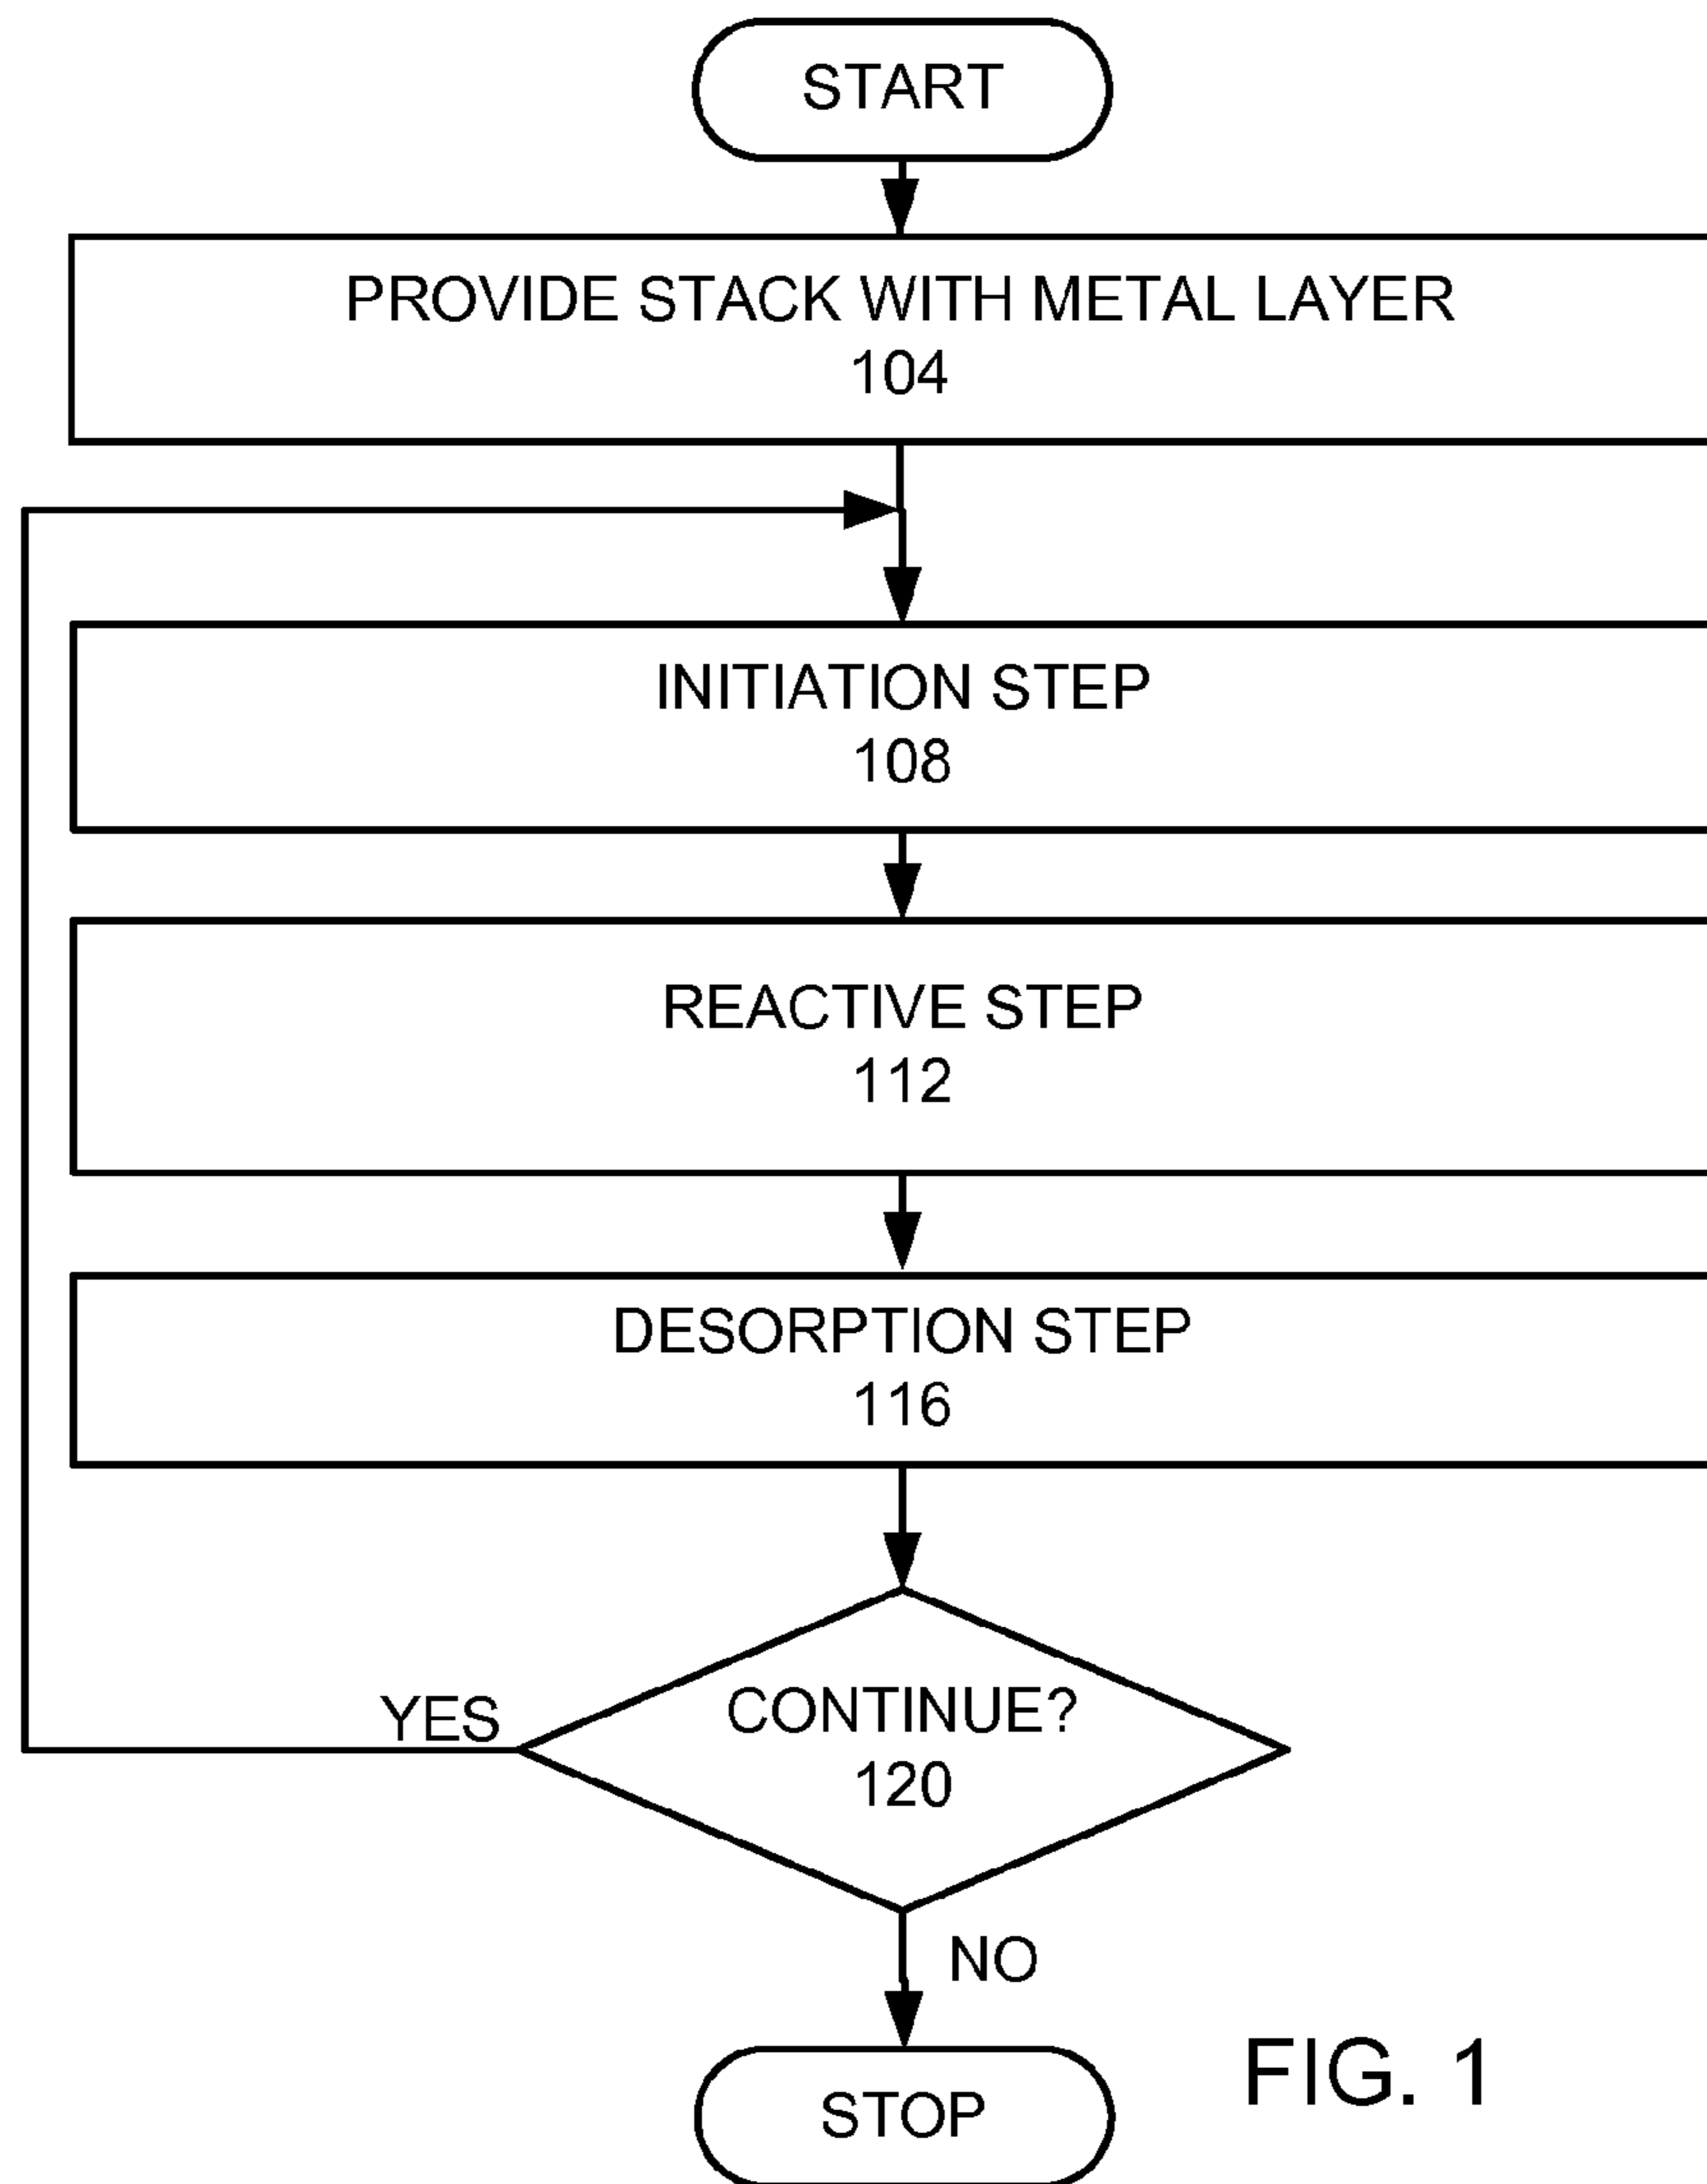 START
PROVIDE STACK WITH METAL LAYER
104
INITIATION STEP
108
REACTIVE STEP
112
DESORPTION STEP
116
YES
CONTINUE?
120
NO
STOP
FIG. 1